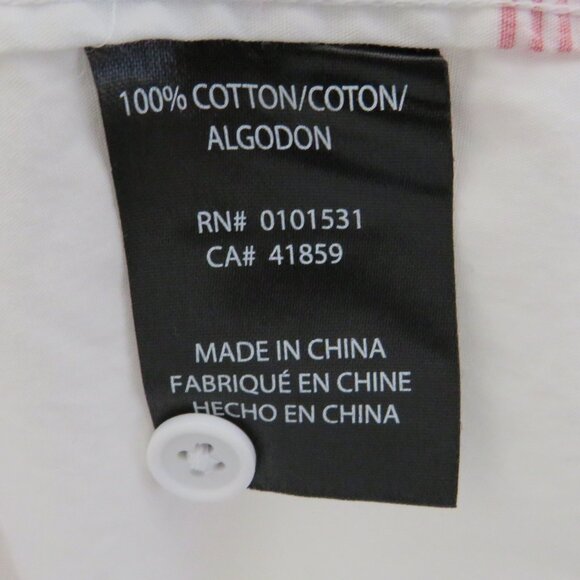 100% COTTON/COTON/
ALGODON
RN# 0101531
CA# 41859
MADE IN CHINA
FABRIQUÉ EN CHINE
HECHO EN CHINA